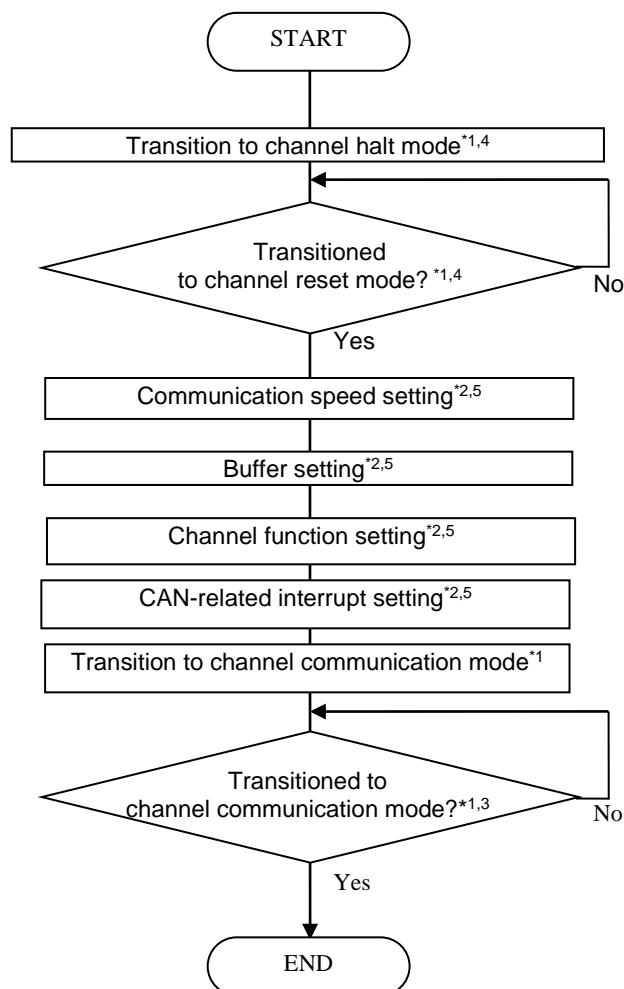 START
Transition to channel halt mode*1,4
Transitioned
to channel reset mode? *1,4
No
Yes
Communication speed setting*2,5
Buffer setting*2,5
Channel function setting*2,5
CAN-related interrupt setting*2,5
Transition to channel communication mode*1
Transitioned to
channel communication mode?*1,3
No
Yes
END